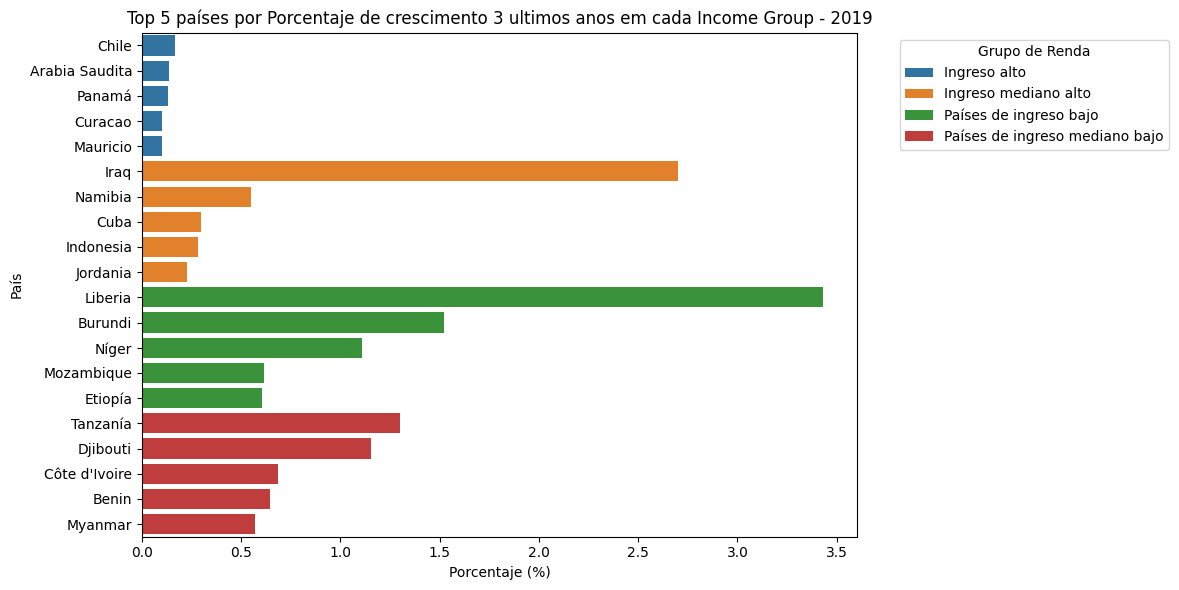 Top 5 países por Porcentaje de crescimento 3 ultimos anos em cada Income Group - 2019
País
Chile
Arabia Saudita
Panamá
Curacao
Mauricio
Iraq
Namibia
Cuba
Indonesia
Jordania
Liberia
Burundi
Níger
Mozambique
Etiopía
Tanzanía
Djibouti
Côte d'Ivoire
Benin
Myanmar
0.0 0.5 1.0 1.5 2.0 2.5 3.0 3.5
Porcentaje (%)
Grupo de Renda
Ingreso alto
Ingreso mediano alto
Países de ingreso bajo
Países de ingreso mediano bajo